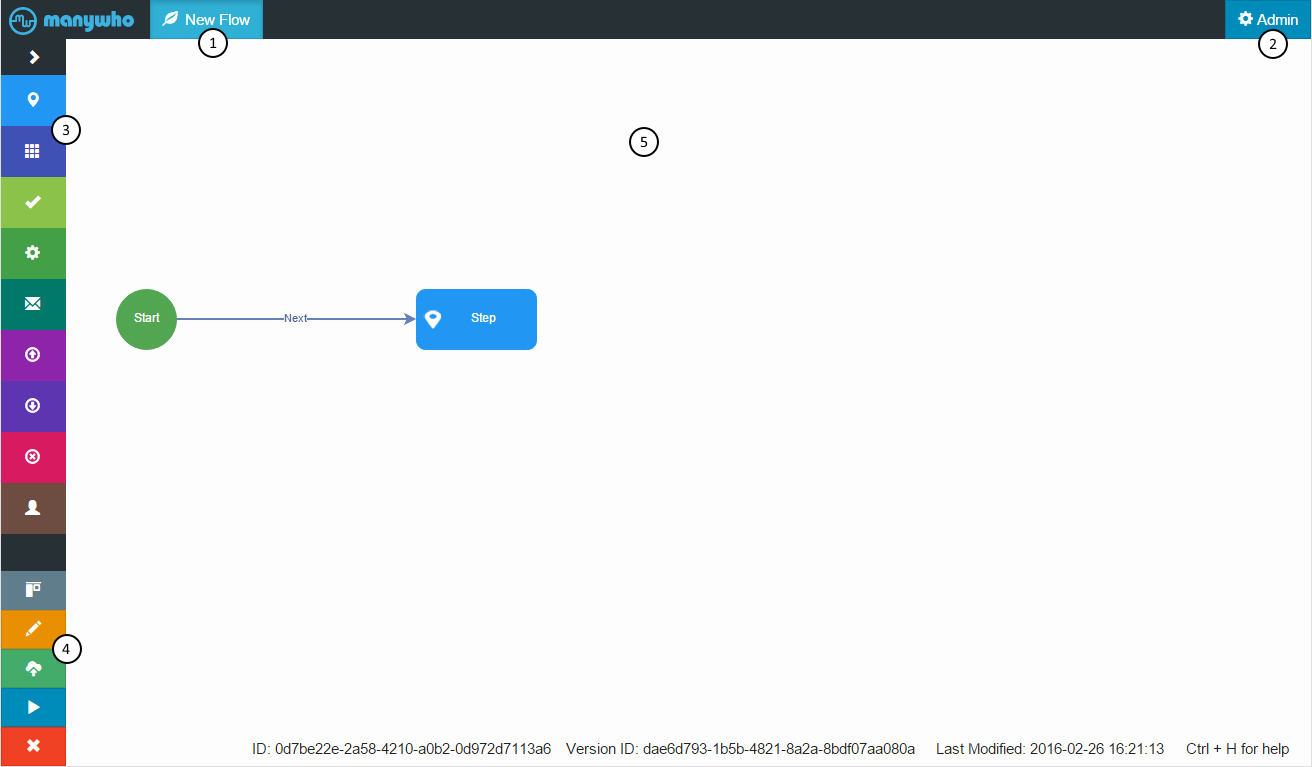 manywho New Flow Admin
1
2
3
5
Start Next Step
4
ID: 0d7be22e-2a58-4210-a0b2-0d972d7113a6 Version ID: dae6d793-1b5b-4821-8a2a-8bdf07aa080a Last Modified: 2016-02-26 16:21:13 Ctrl + H for help